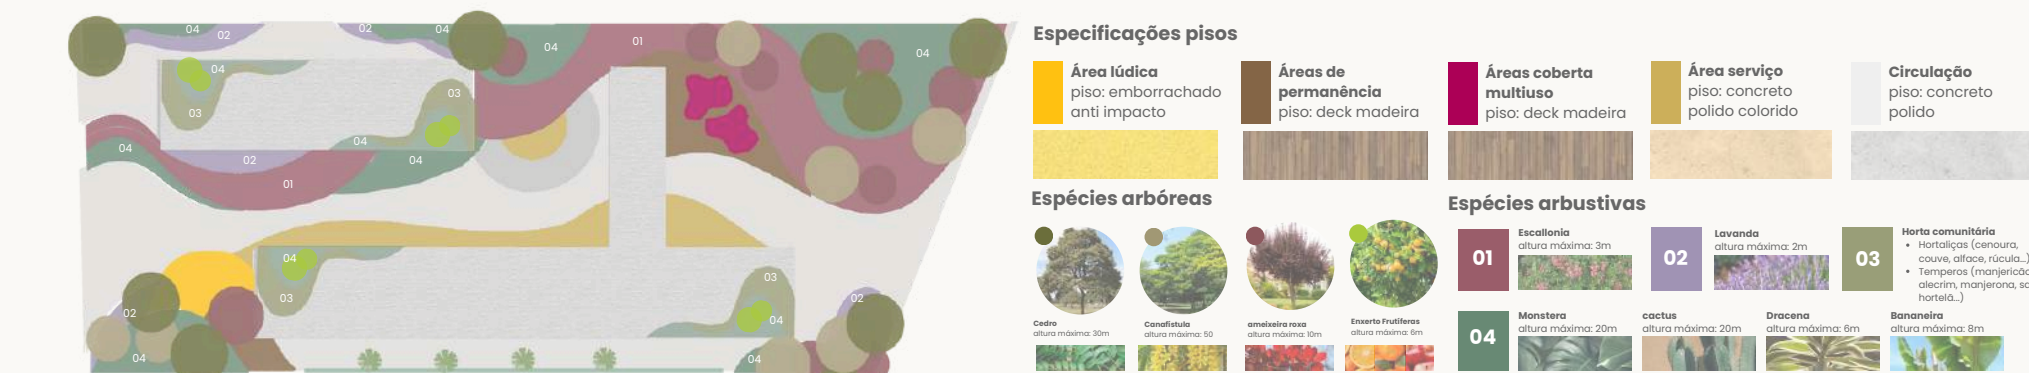 04
02
02
04
04
01
04
04
03
03
04
04
04
02
01
04
03
03
04
02
02
04
04
Especificações pisos
Área lúdica
piso: emborrachado
anti impacto
Áreas de
permanência
piso: deck madeira
Áreas coberta
multiuso
piso: deck madeira
Área serviço
piso: concreto
polido colorido
Circulação
piso: concreto
polido
Espécies arbóreas
Cedro
altura máxima: 30m
Canafístula
altura máxima: 50
ameixeira roxa
altura máxima: 10m
Enxerto Frutíferas
altura máxima: 6m
Espécies arbustivas
01
Escallonia
altura máxima: 3m
02
Lavanda
altura máxima: 2m
03
Horta comunitária
• Hortaliças (cenoura,
couve, alface, rúcula...)
• Temperos (manjericão
alecrim, manjerona, sa
hortelã...)
04
Monstera
altura máxima: 20m
cactus
altura máxima: 20m
Dracena
altura máxima: 6m
Bananeira
altura máxima: 8m